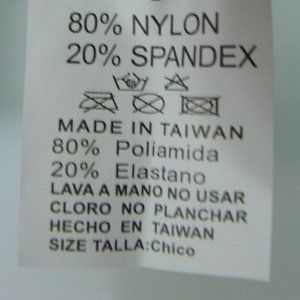 80% NYLON
20% SPANDEX
MADE IN TAIWAN
80% Poliamida
20% Elastano
LAVA A MANO NO USAR
CLORO NO PLANCHAR
HECHO EN TAIWAN
SIZE TALLA:Chico